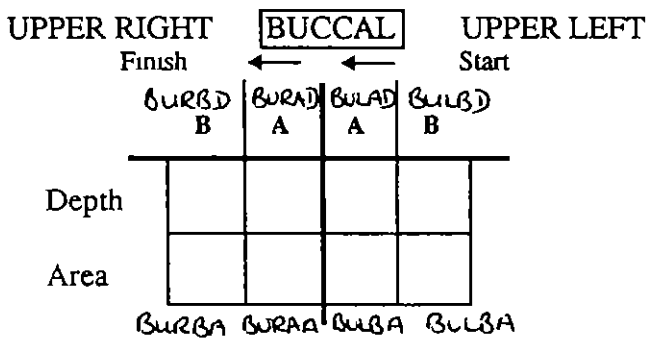 UPPER RIGHT BUCCAL UPPER LEFT
Finish Start
BURBD BURAD BULAD BULBD
B A A B
Depth
Area
BURBA BURAA BULBA BULBA